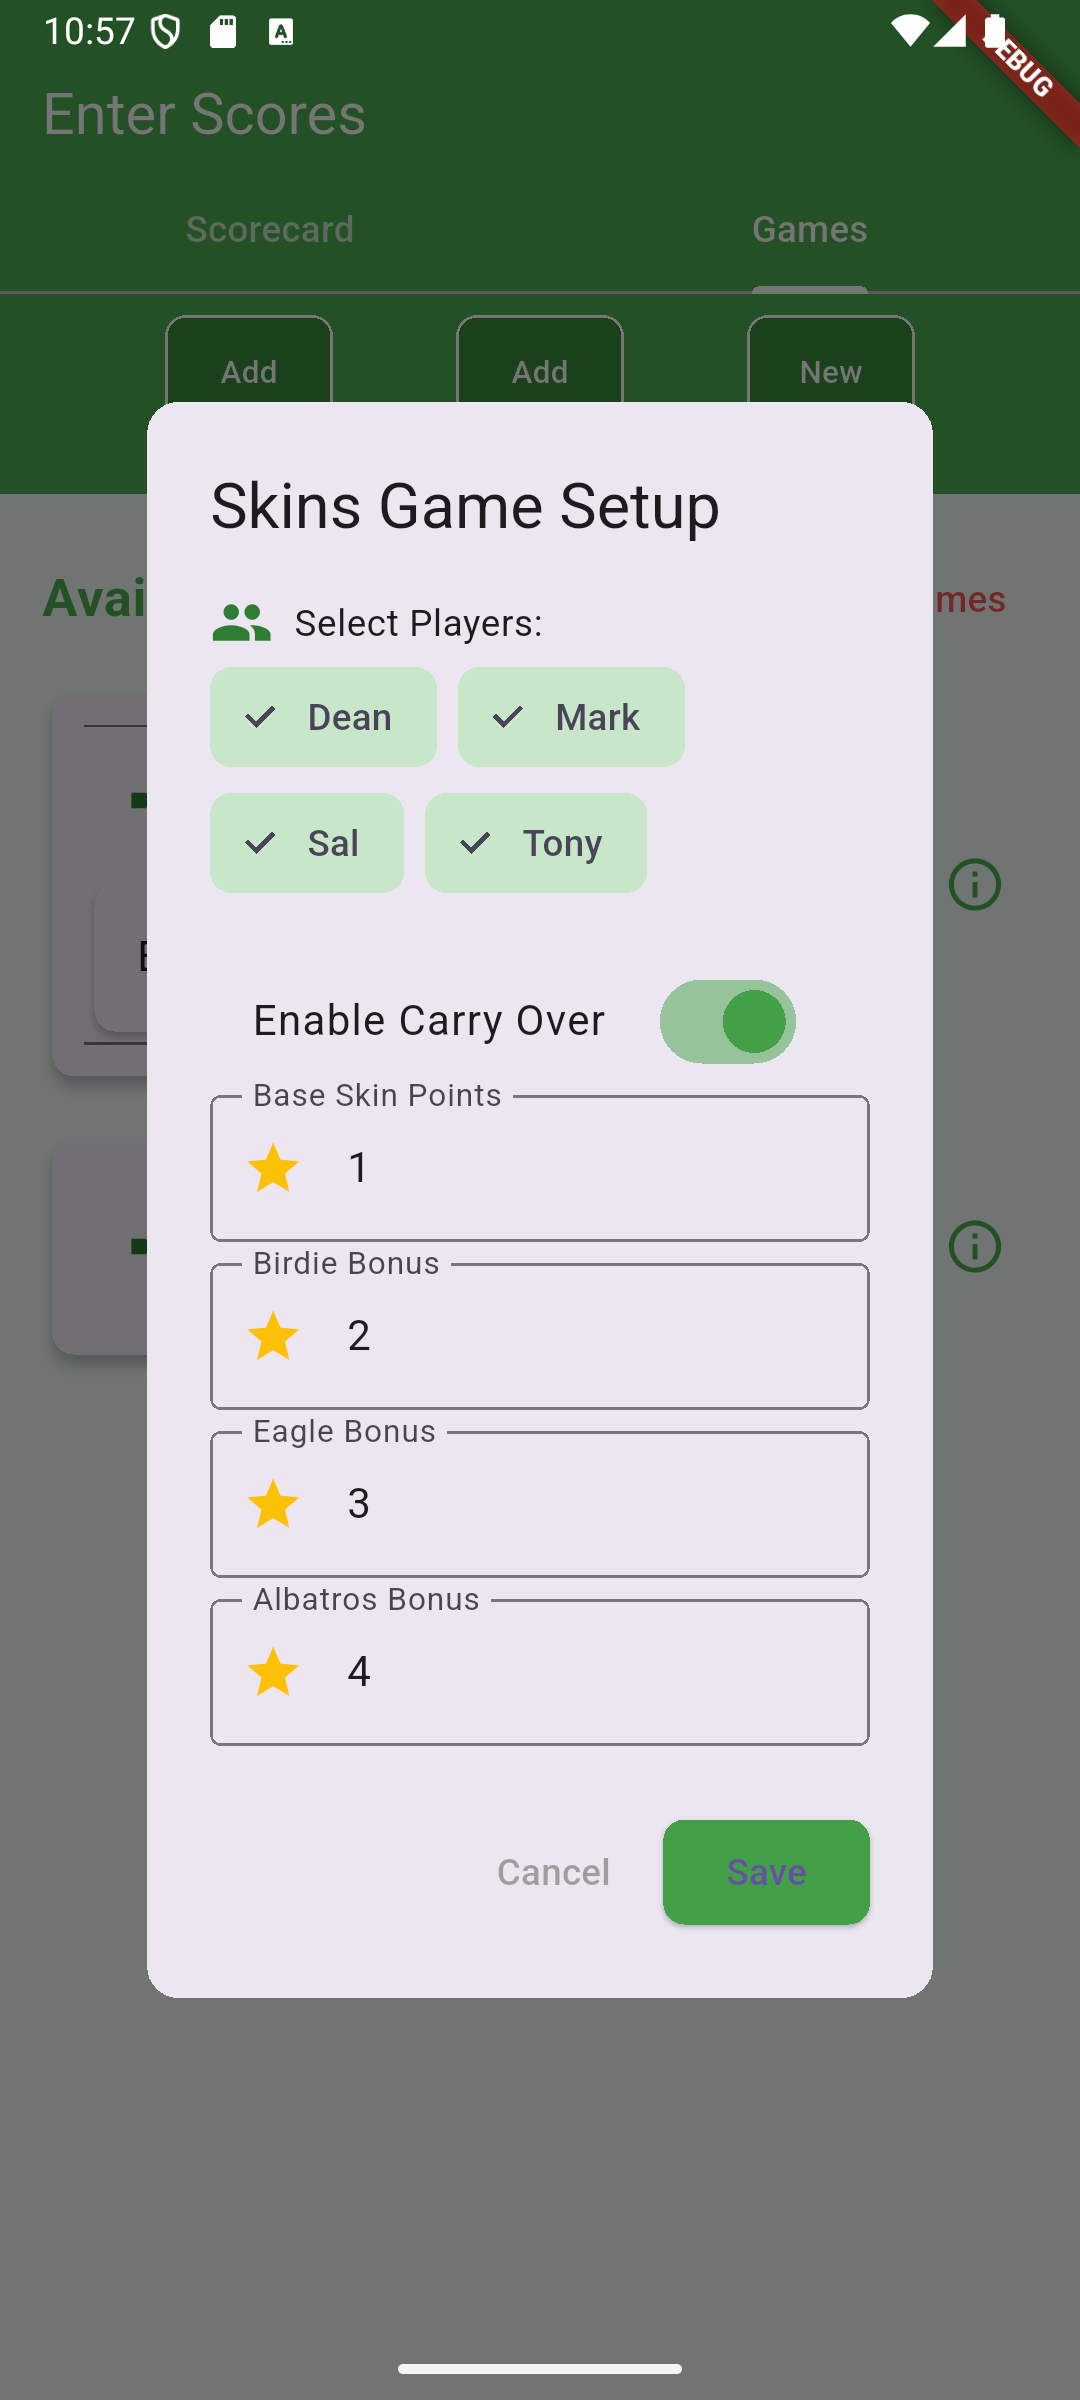 10:57
EBUG
Enter Scores
Scorecard Games
Add Add New
Skins Game Setup
Avai
mes
Select Players:
Dean Mark
Sal Tony
Enable Carry Over
Base Skin Points
1
Birdie Bonus
2
Eagle Bonus
3
Albatros Bonus
4
Cancel Save